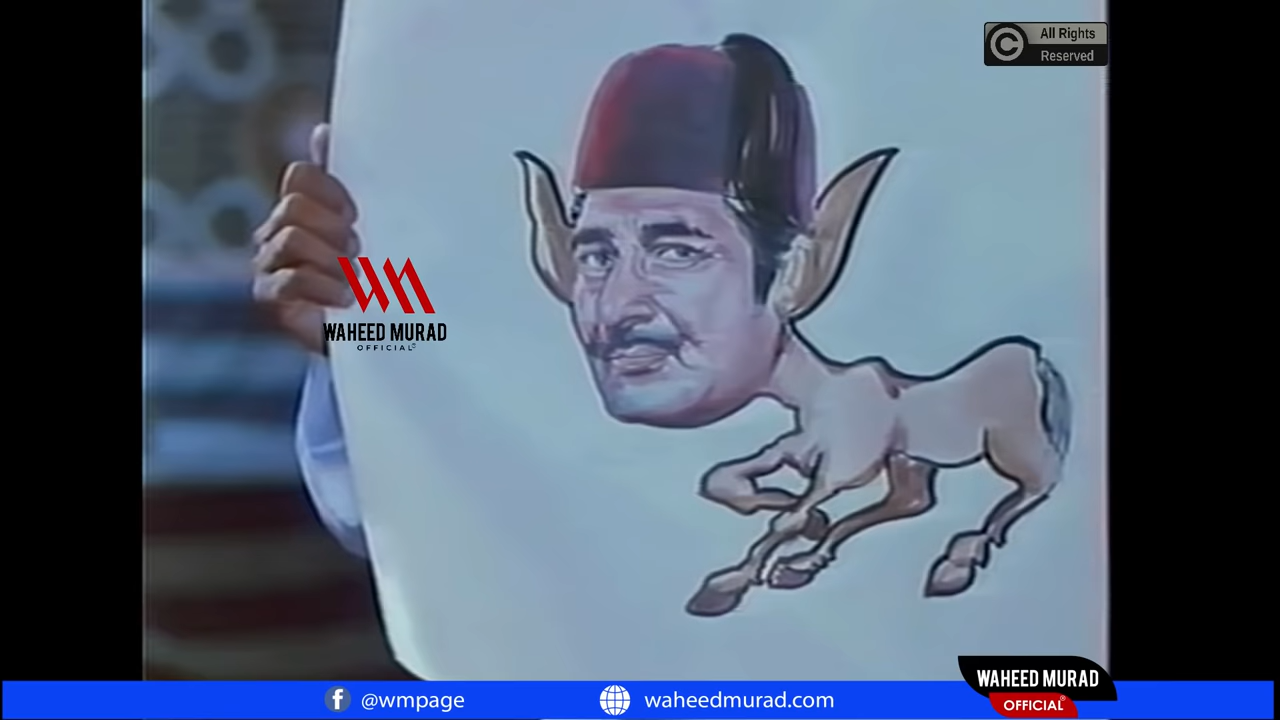 All Rights
Reserved
WAHEED MURAD
OFFICIAL
@wmpage
waheedmurad.com
WAHEED MURAD
OFFICIAL